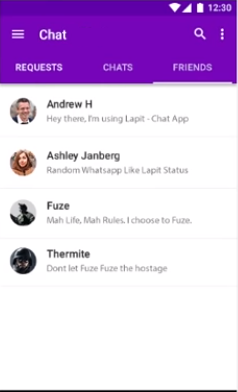 12:30
Chat
REQUESTS CHATS FRIENDS
Andrew H
Hey there, I'm using Lapit - Chat App
Ashley Janberg
Random Whatsapp Like Lapit Status
Fuze
Mah Life, Mah Rules. I choose to Fuze.
Thermite
Dont let Fuze Fuze the hostage